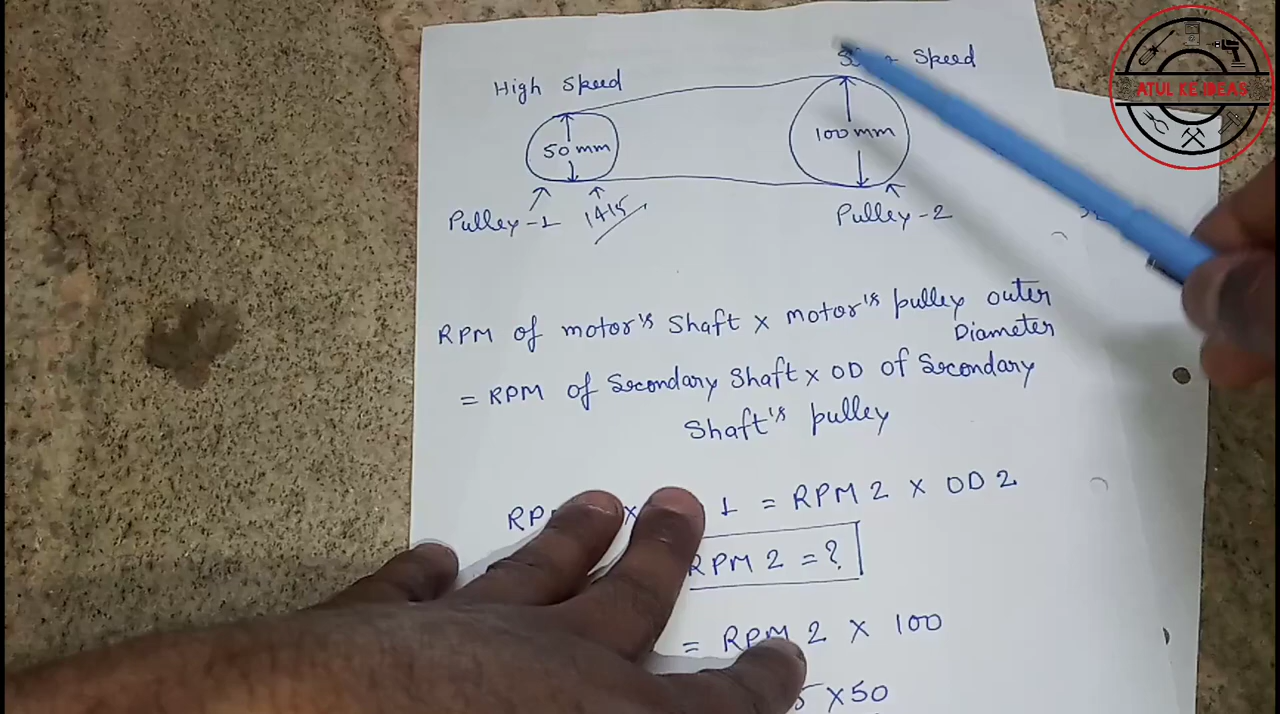 High Speed
Speed
50 mm
100 mm
Pulley -1
1415
Pulley -2
RPM of motor's Shaft x motor's pulley outer
Diameter
= RPM of Secondary Shaft x OD of Secondary
Shaft's pulley
x 1 = RPM 2 x OD 2
RPM 2 = ?
= RPM 2 x 100
x 50
ATUL KE IDEAS